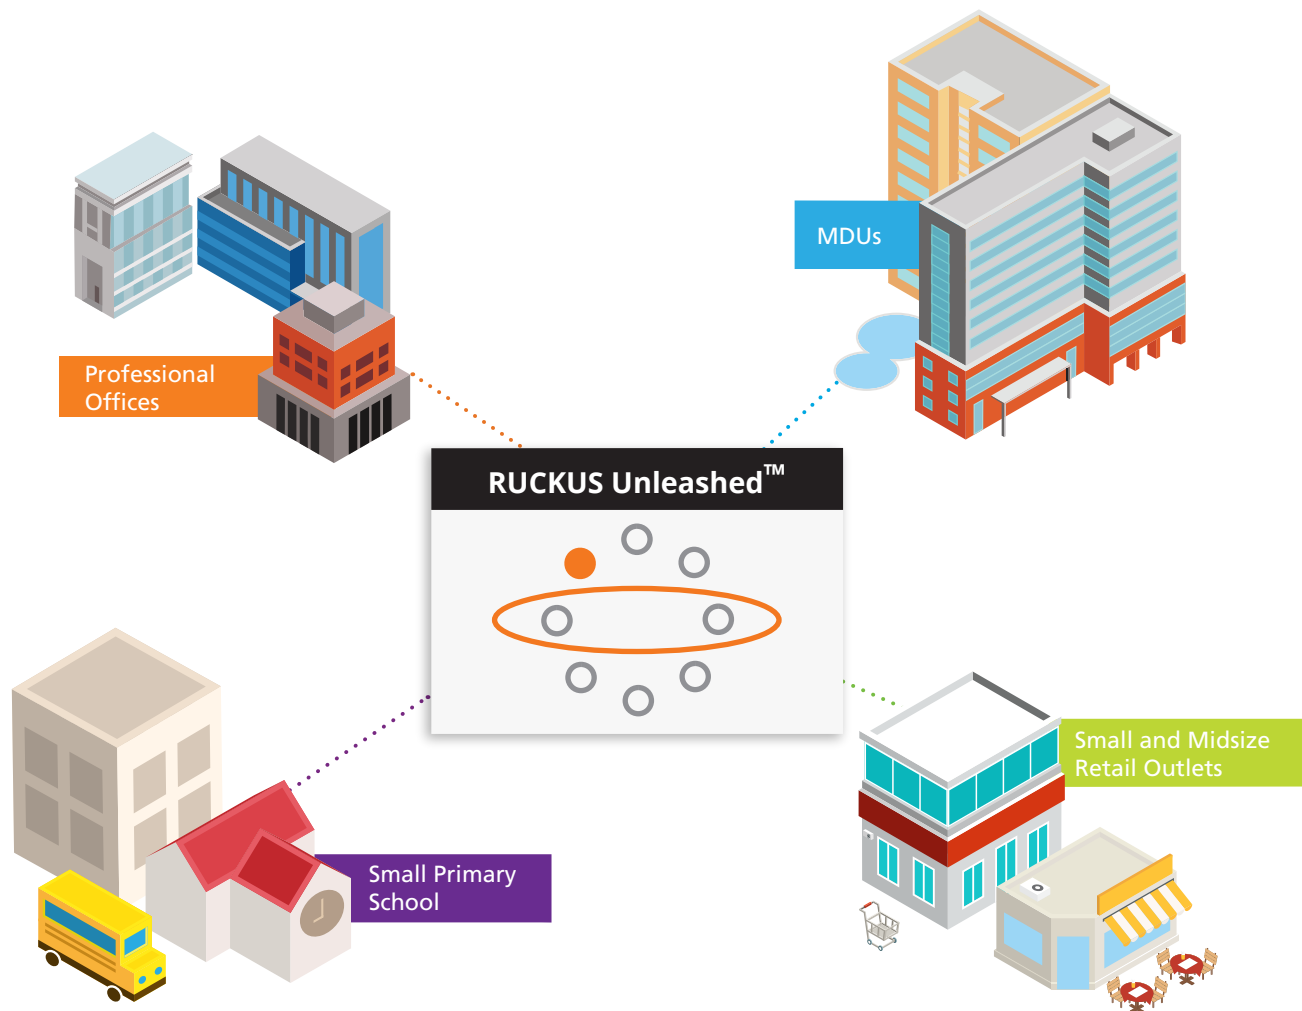 MDUs
Professional
Offices
RUCKUS Unleashed™
Small and Midsize
Retail Outlets
Small Primary
School